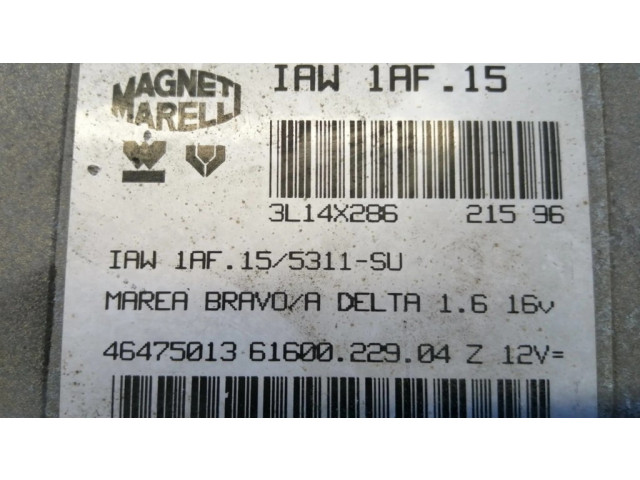 MAGNETI
MARELLI
IAW 1AF.15
3L14X286 215 96
IAW 1AF.15/5311-SU
MAREA BRAVO/A DELTA 1.6 16v
46475013 61600.229.04 Z 12V=